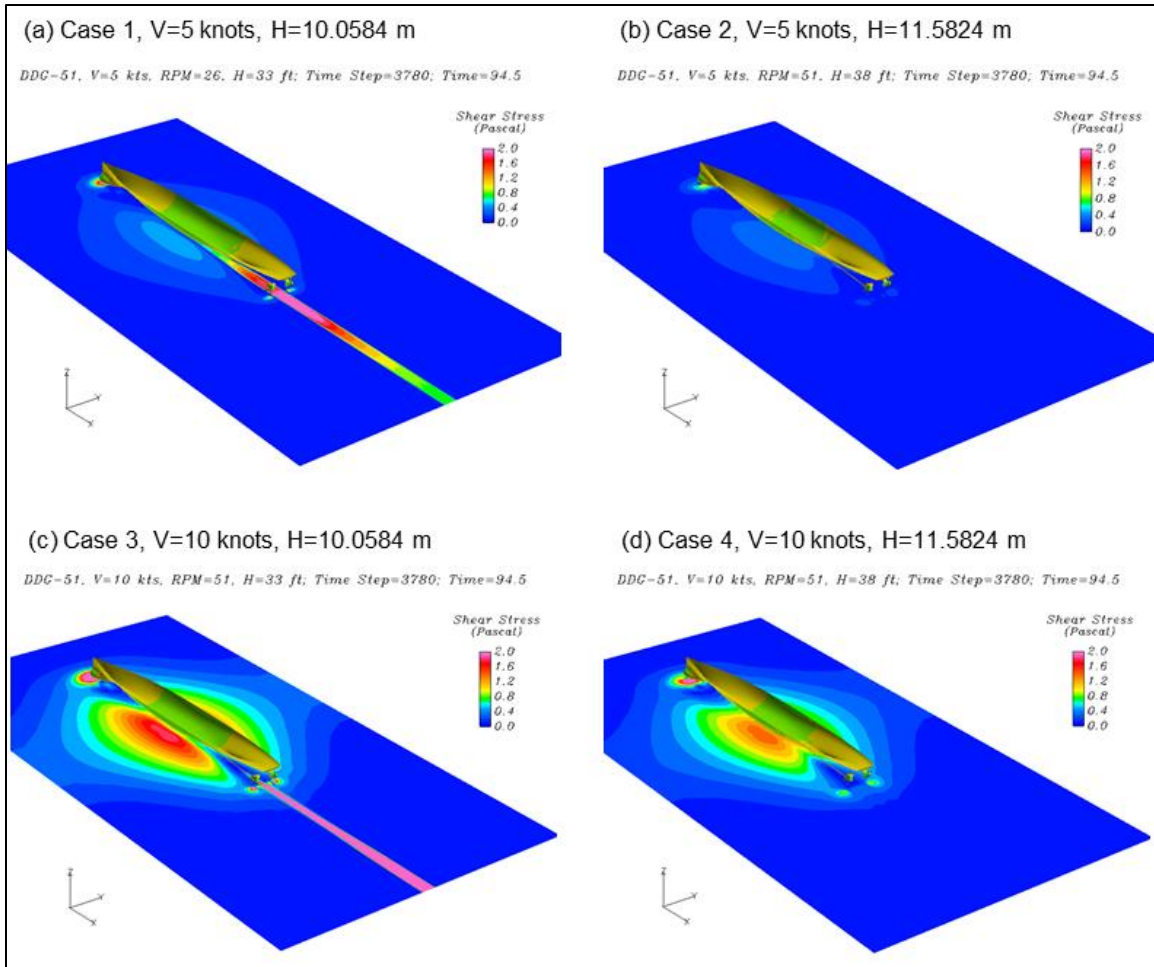 (a) Case 1, V=5 knots, H=10.0584 m
DDG-51, V=5 kts, RPM=26, H=33 ft; Time Step=3780; Time=94.5
Shear Stress
(Pascal)
2.0
1.6
1.2
0.8
0.4
0.0
Z
Y
X
(b) Case 2, V=5 knots, H=11.5824 m
DDG-51, V=5 kts, RPM=51, H=38 ft; Time Step=3780; Time=94.5
Shear Stress
(Pascal)
2.0
1.6
1.2
0.8
0.4
0.0
Z
Y
X
(c) Case 3, V=10 knots, H=10.0584 m
DDG-51, V=10 kts, RPM=51, H=33 ft; Time Step=3780; Time=94.5
Shear Stress
(Pascal)
2.0
1.6
1.2
0.8
0.4
0.0
Z
Y
X
(d) Case 4, V=10 knots, H=11.5824 m
DDG-51, V=10 kts, RPM=51, H=38 ft; Time Step=3780; Time=94.5
Shear Stress
(Pascal)
2.0
1.6
1.2
0.8
0.4
0.0
Z
Y
X